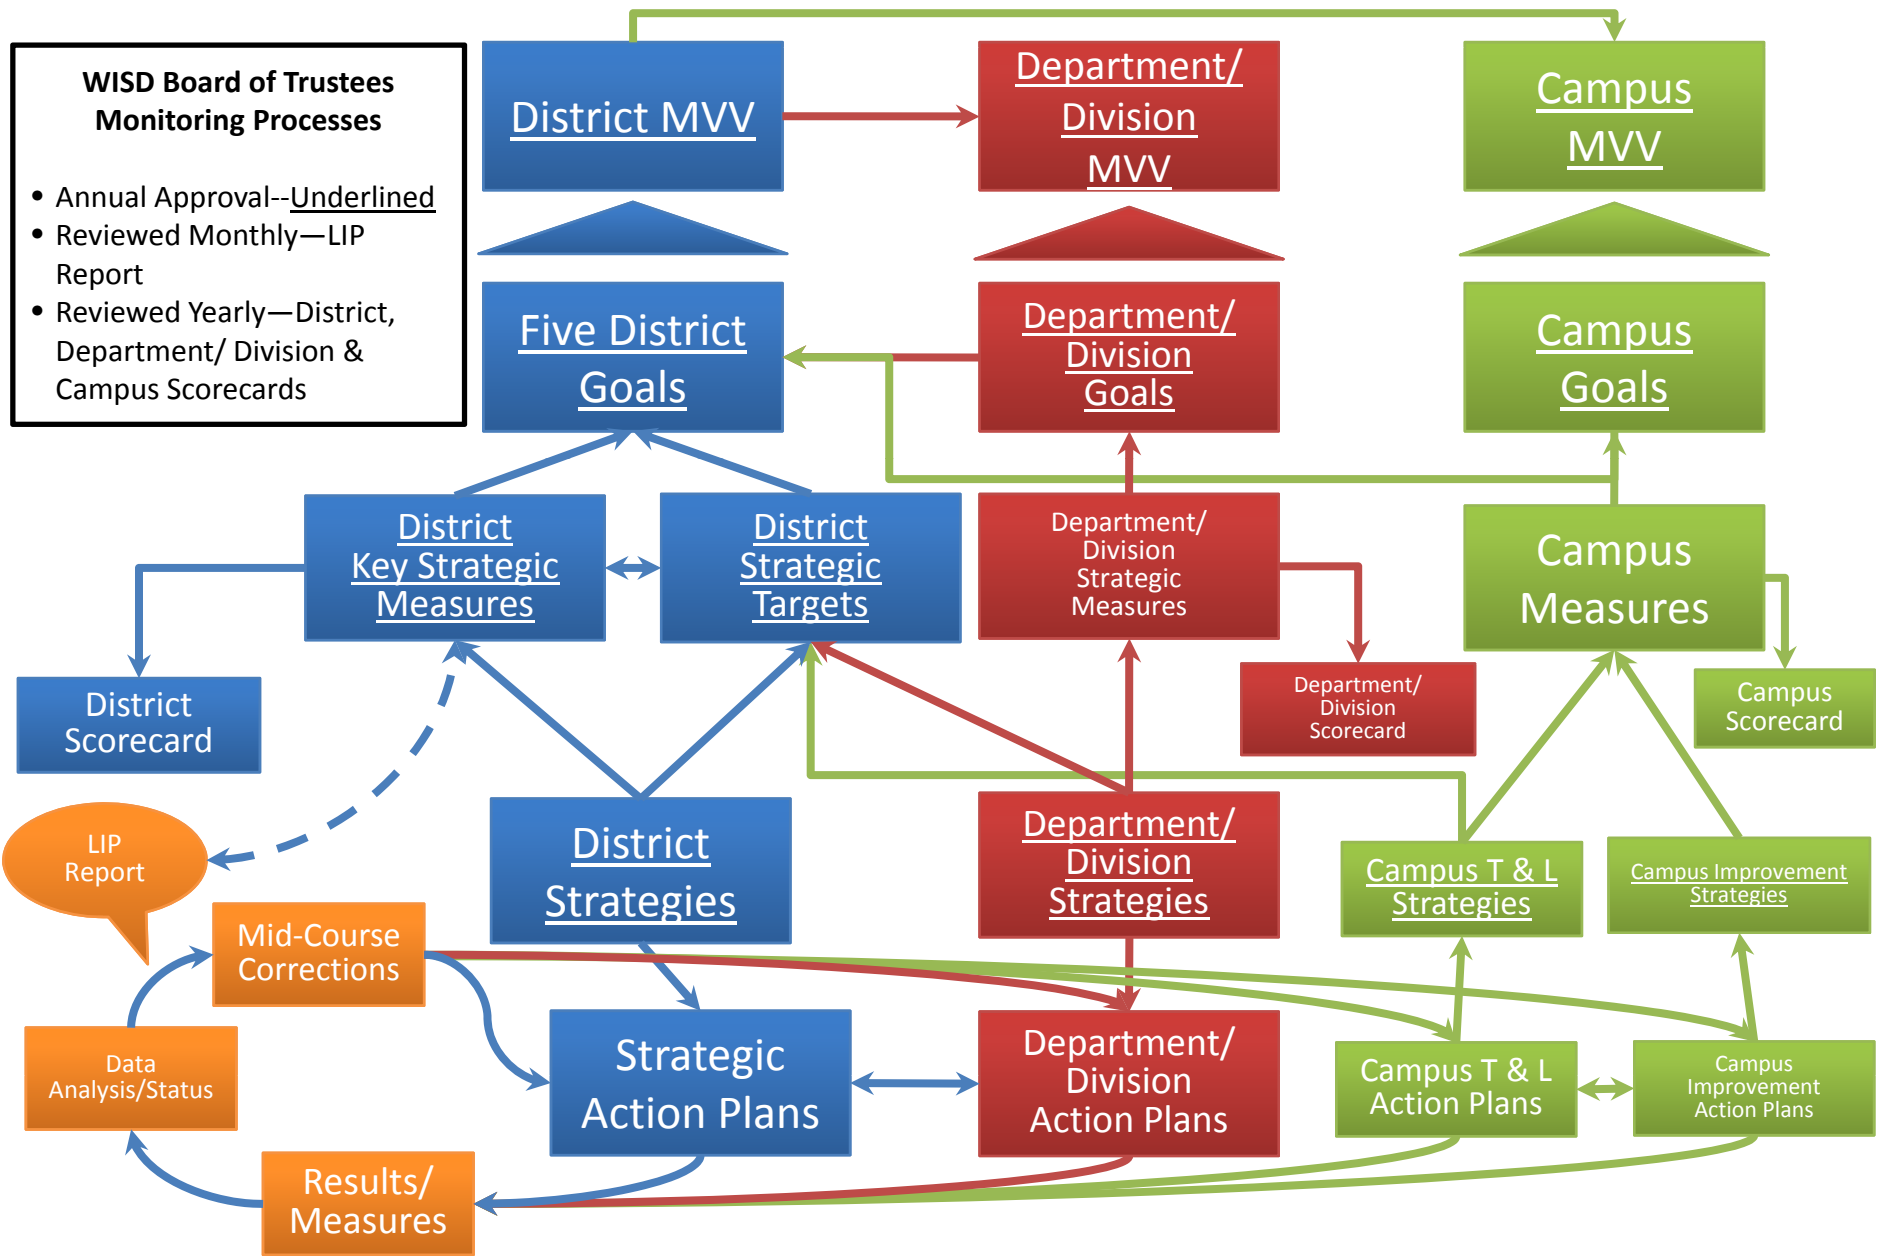 WISD Board of Trustees
Monitoring Processes
• Annual Approval--Underlined
• Reviewed Monthly—LIP
Report
• Reviewed Yearly—District,
Department/ Division &
Campus Scorecards
District MVV
Department/
Division
MVV
Campus
MVV
Five District
Goals
Department/
Division
Goals
Campus
Goals
District
Key Strategic
Measures
District
Strategic
Targets
Department/
Division
Strategic
Measures
Campus
Measures
District
Scorecard
Department/
Division
Scorecard
Campus
Scorecard
LIP
Report
District
Strategies
Department/
Division
Strategies
Campus T & L
Strategies
Campus Improvement
Strategies
Mid-Course
Corrections
Data
Analysis/Status
Strategic
Action Plans
Department/
Division
Action Plans
Campus T & L
Action Plans
Campus
Improvement
Action Plans
Results/
Measures